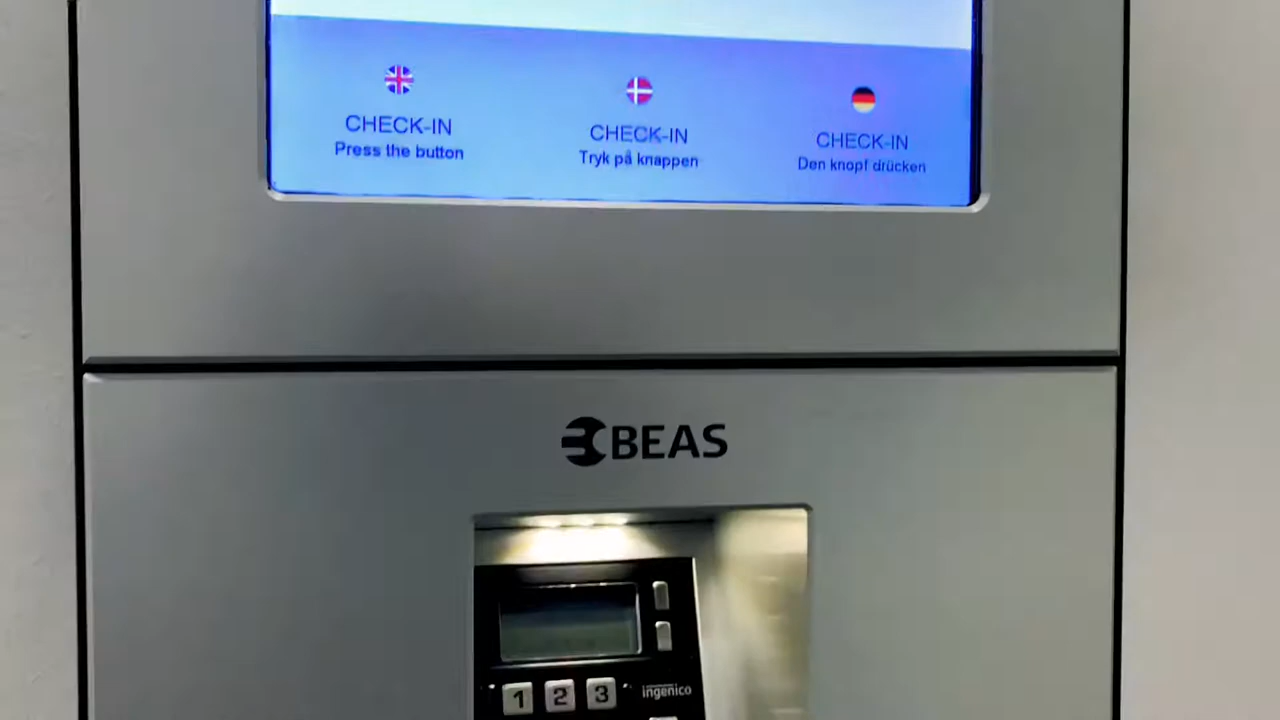 CHECK-IN
Press the button
CHECK-IN
Tryk på knappen
CHECK-IN
Den knopf drücken
BEAS
1 2 3
ingenico